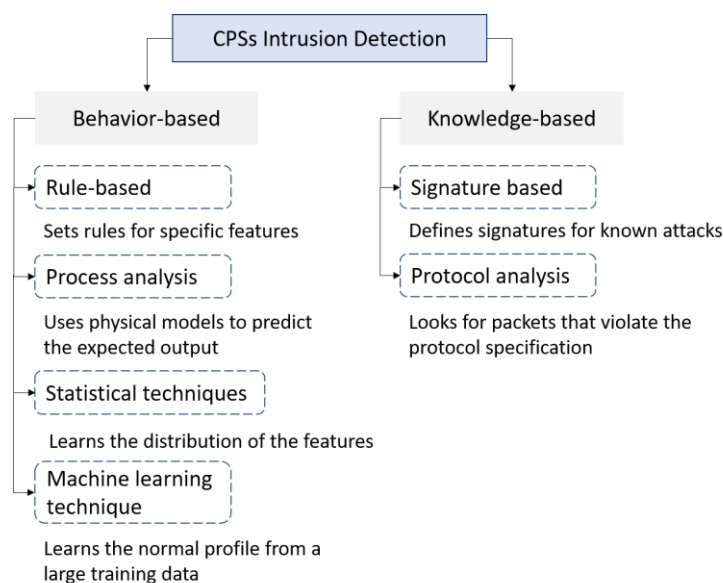 CPSs Intrusion Detection
Behavior-based
Rule-based
Sets rules for specific features
Process analysis
Uses physical models to predict
the expected output
Statistical techniques
Learns the distribution of the features
Machine learning
technique
Learns the normal profile from a
large training data
Knowledge-based
Signature based
Defines signatures for known attacks
Protocol analysis
Looks for packets that violate the
protocol specification